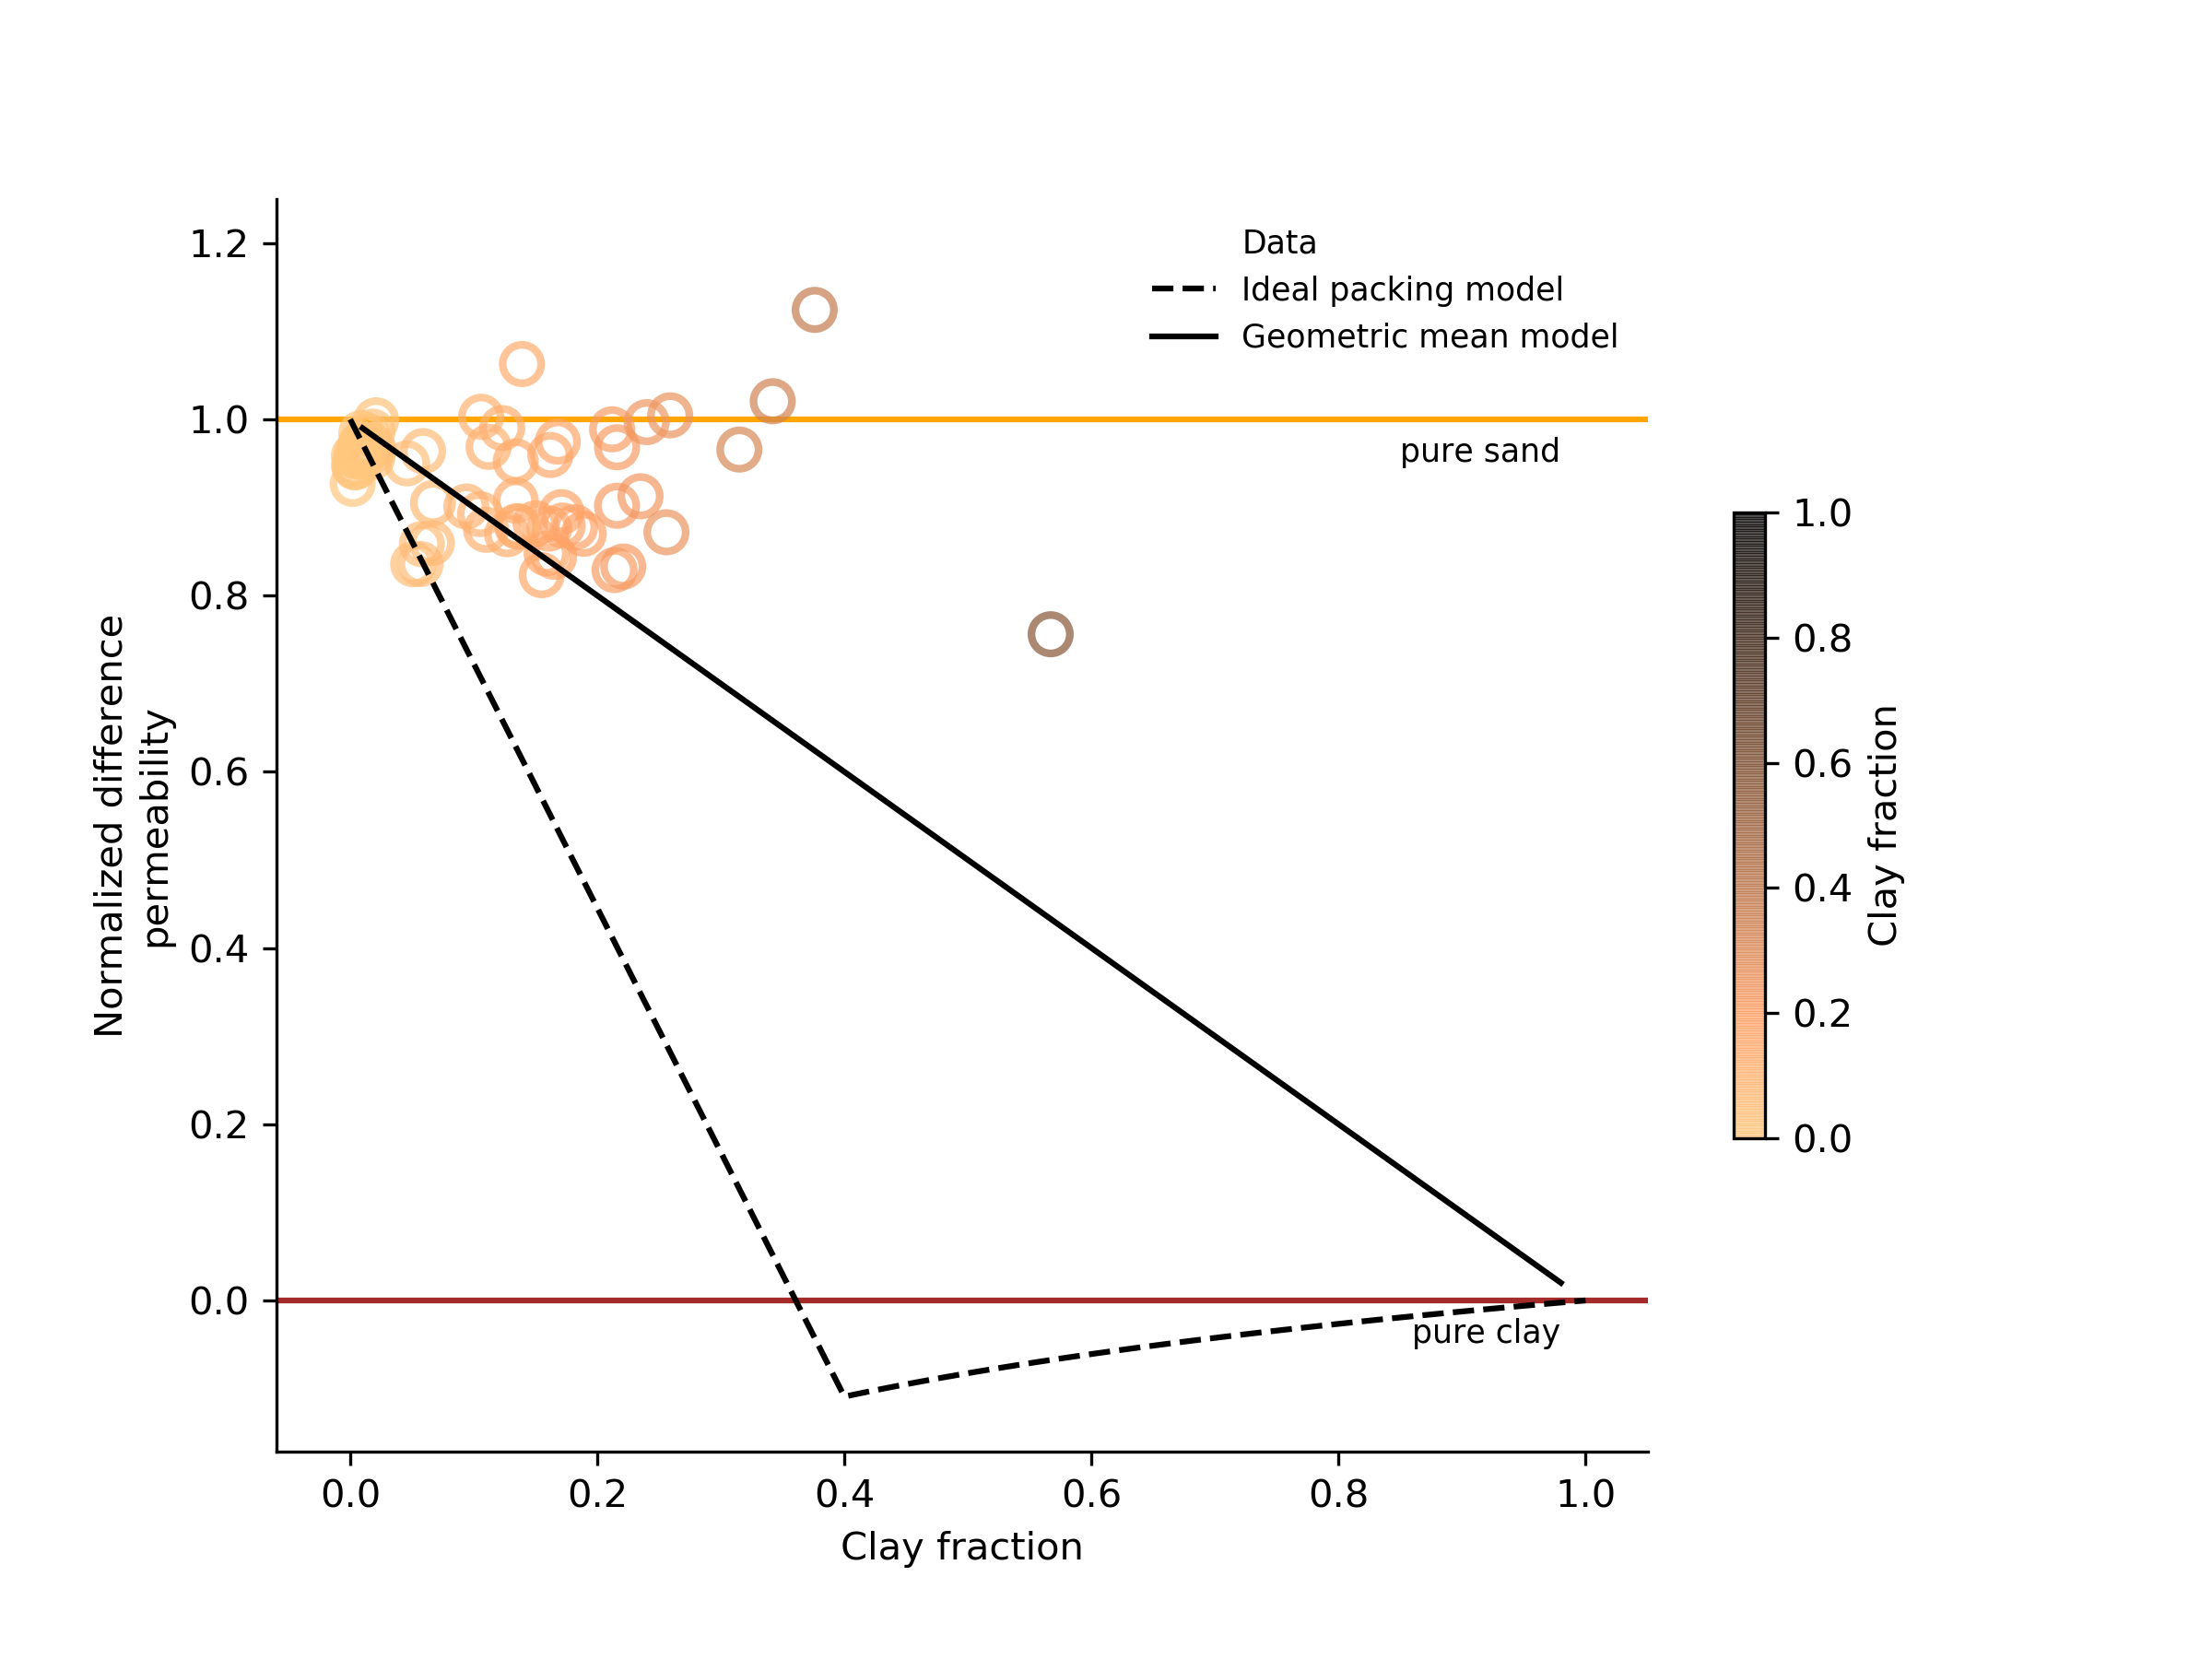 Data
Ideal packing model
Geometric mean model
1.2
1.0
0.8
0.6
0.4
0.2
0.0
Normalized difference
permeability
pure sand
pure clay
0.0 0.2 0.4 0.6 0.8 1.0
Clay fraction
1.0
0.8
0.6
0.4
0.2
0.0
Clay fraction